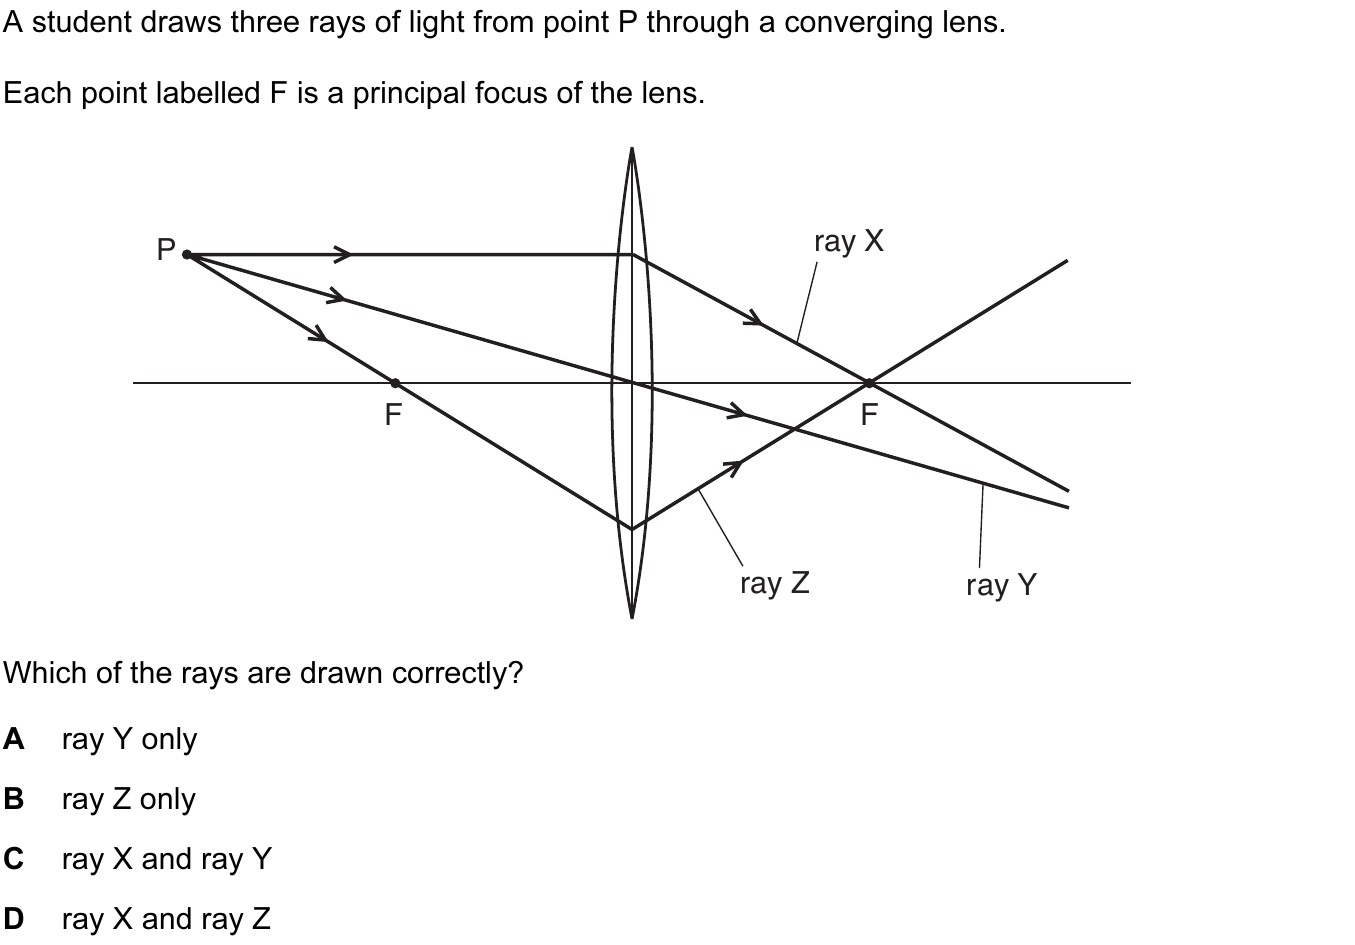 A student draws three rays of light from point P through a converging lens.
Each point labelled F is a principal focus of the lens.
ray X
P
F
F
ray Z
ray Y
Which of the rays are drawn correctly?
A ray Y only
B ray Z only
C ray X and ray Y
D ray X and ray Z